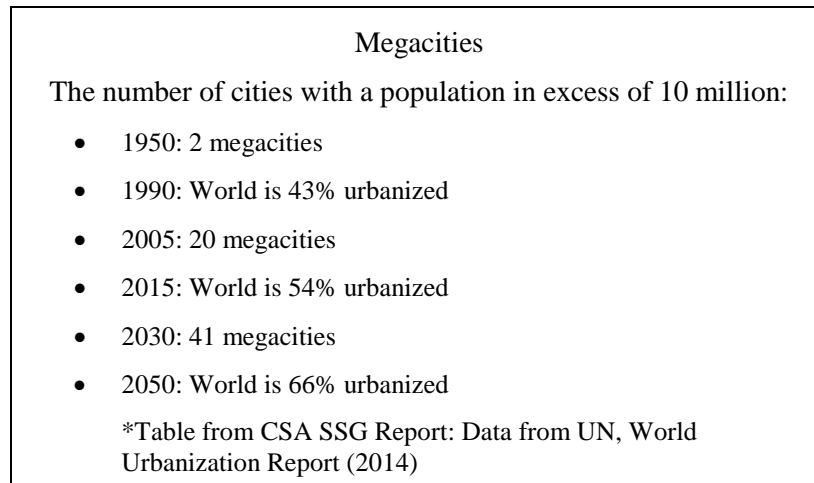 Megacities
The number of cities with a population in excess of 10 million:
• 1950: 2 megacities
• 1990: World is 43% urbanized
• 2005: 20 megacities
• 2015: World is 54% urbanized
• 2030: 41 megacities
• 2050: World is 66% urbanized
*Table from CSA SSG Report: Data from UN, World
Urbanization Report (2014)